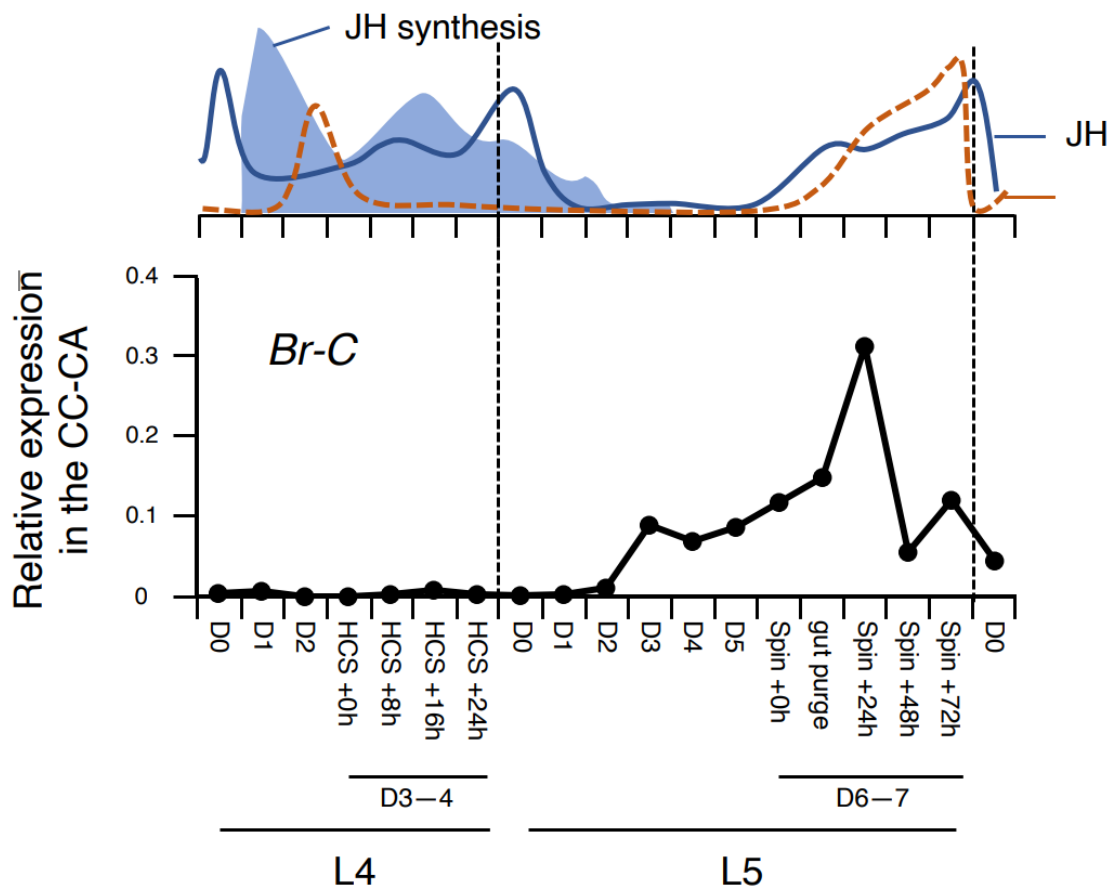 JH synthesis
JH
Relative expression
in the CC-CA
0.4
0.3
0.2
0.1
0
Br-C
D0
D1
D2
HCS +0h
HCS +8h
HCS +16h
HCS +24h
D0
D1
D2
D3
D4
D5
Spin +0h
gut purge
Spin +24h
Spin +48h
Spin +72h
D0
D3—4
D6—7
L4
L5